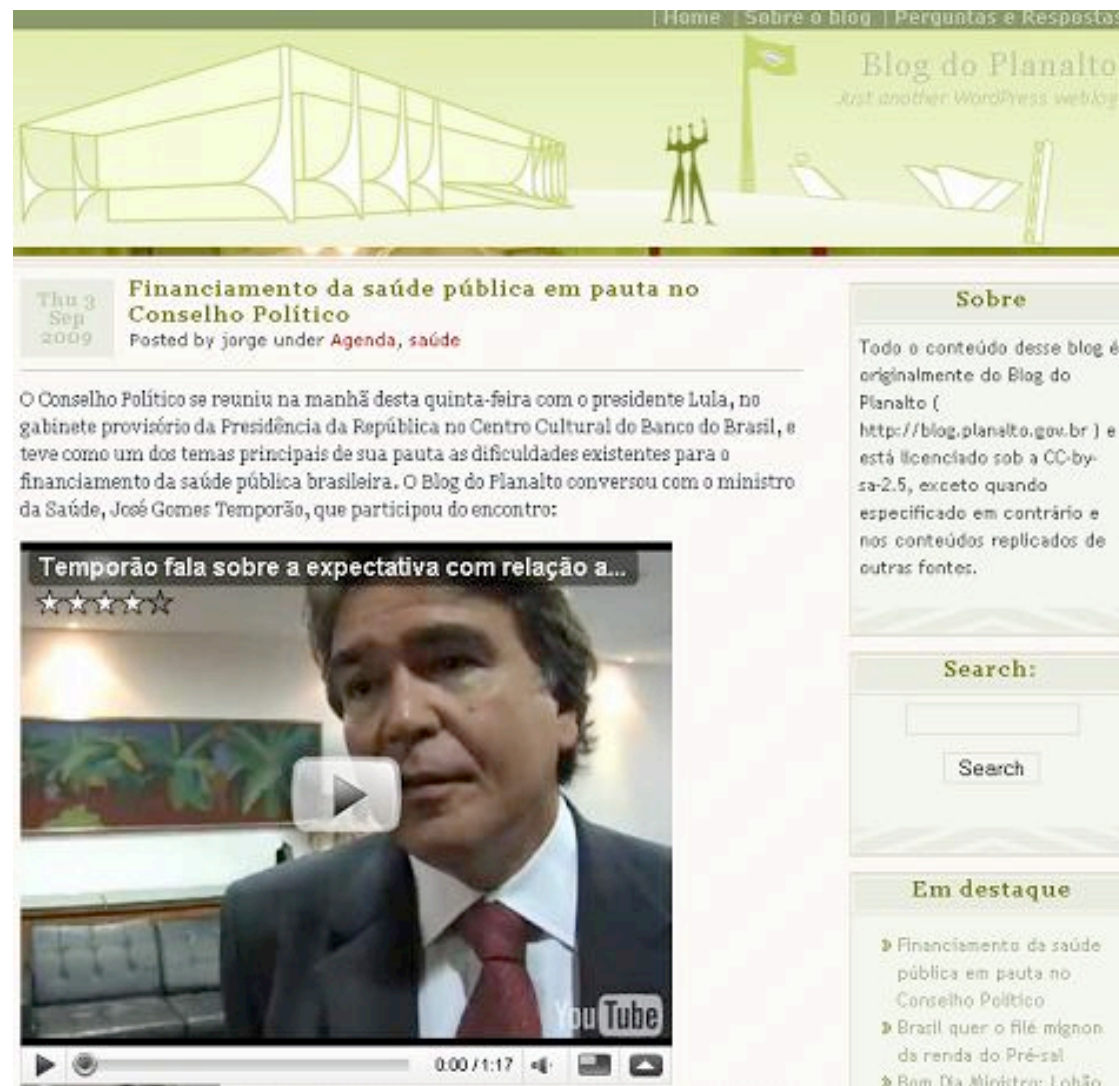 | Home | Sobre o blog | Perguntas e Respostas
Blog do Planalto
Just another WordPress weblog
Thu 3
Sep
2009
Financiamento da saúde pública em pauta no
Conselho Político
Posted by jorge under Agenda, saúde
O Conselho Político se reuniu na manhã desta quinta-feira com o presidente Lula, no
gabinete provisório da Presidência da República no Centro Cultural do Banco do Brasil, e
teve como um dos temas principais de sua pauta as dificuldades existentes para o
financiamento da saúde pública brasileira. O Blog do Planalto conversou com o ministro
da Saúde, José Gomes Temporão, que participou do encontro:
Temporão fala sobre a expectativa com relação a...
YouTube
0:00 / 1:17
Sobre
Todo o conteúdo desse blog é
originalmente do Blog do
Planalto (
http://blog.planalto.gov.br ) e
está licenciado sob a CC-by-
sa-2.5, exceto quando
especificado em contrário e
nos conteúdos replicados de
outras fontes.
Search:
Search
Em destaque
Financiamento da saúde
pública em pauta no
Conselho Político
Brasil quer o filé mignon
da renda do Pré-sal
Bom Dia Ministro: Lobão